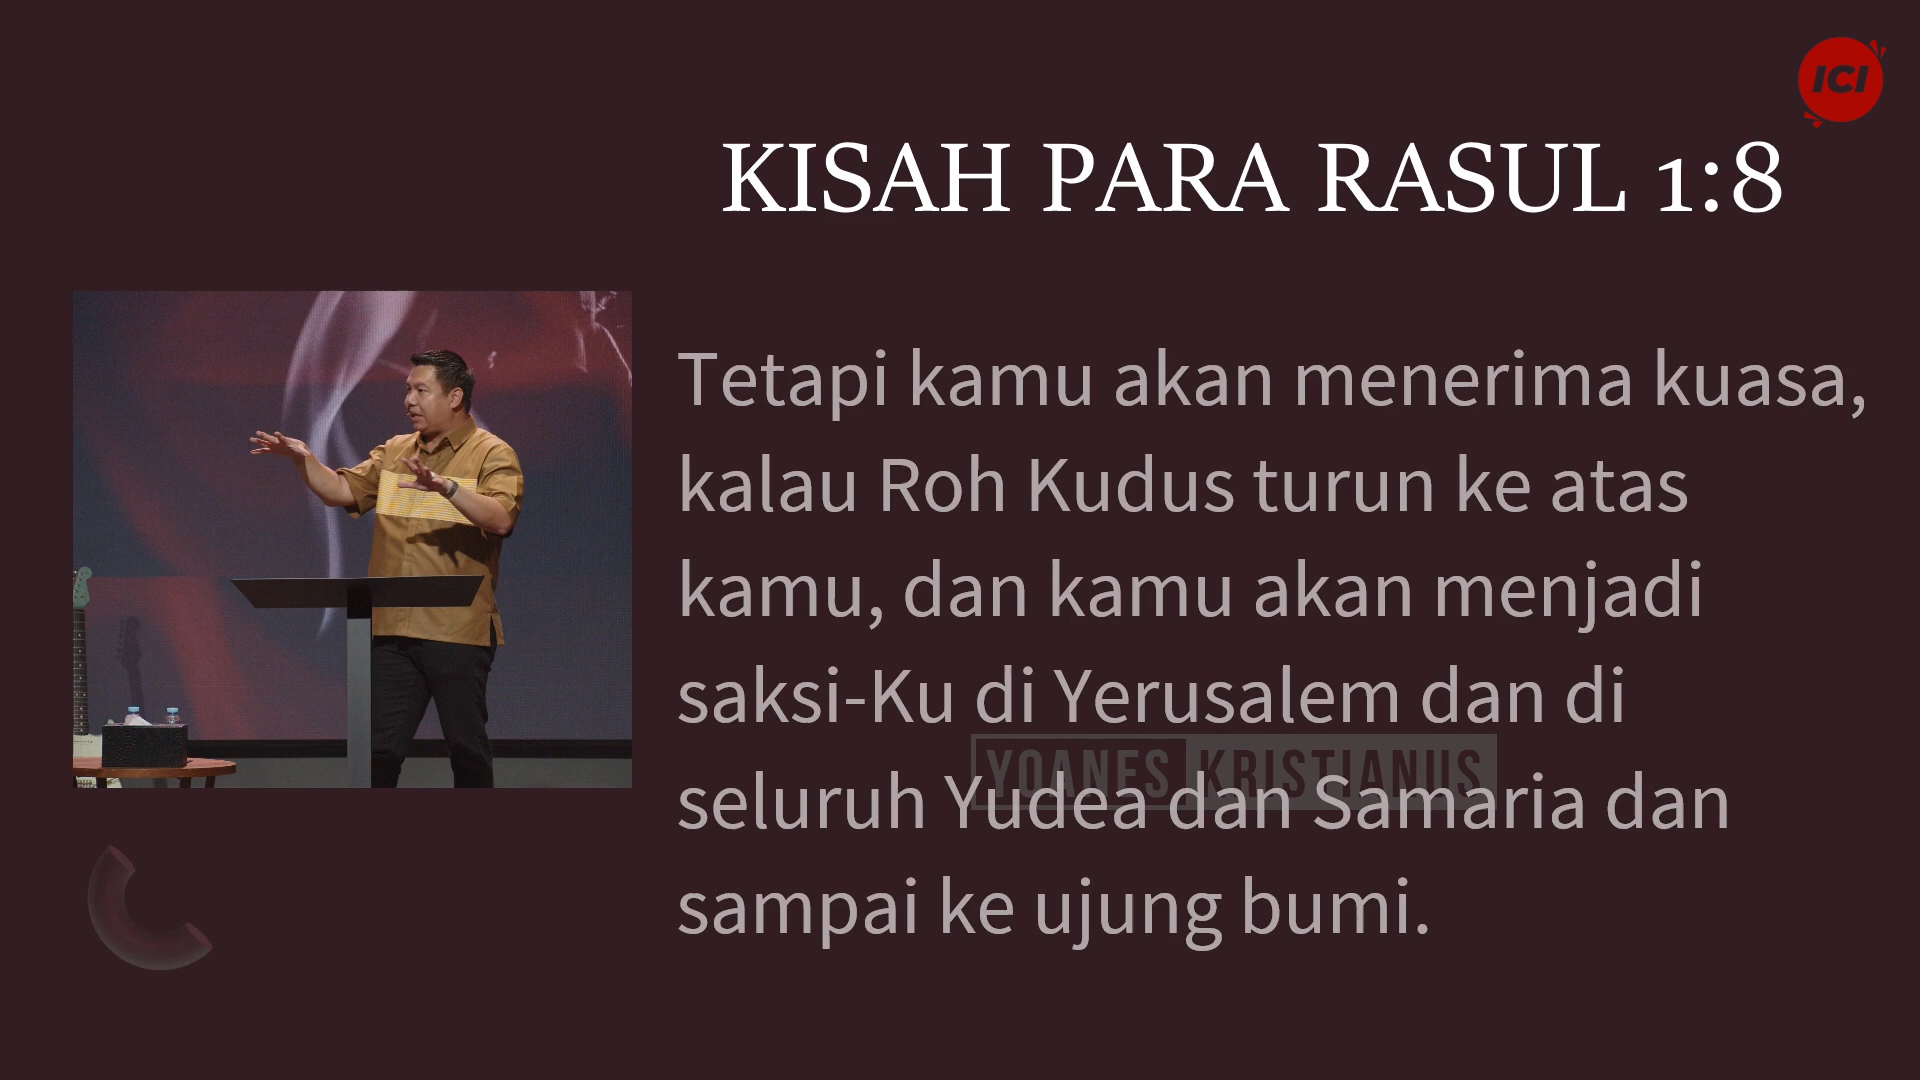 ICI
KISAH PARA RASUL 1:8
Tetapi kamu akan menerima kuasa,
kalau Roh Kudus turun ke atas
kamu, dan kamu akan menjadi
saksi-Ku di Yerusalem dan di
YOANES KRISTIANUS
seluruh Yudea dan Samaria dan
sampai ke ujung bumi.